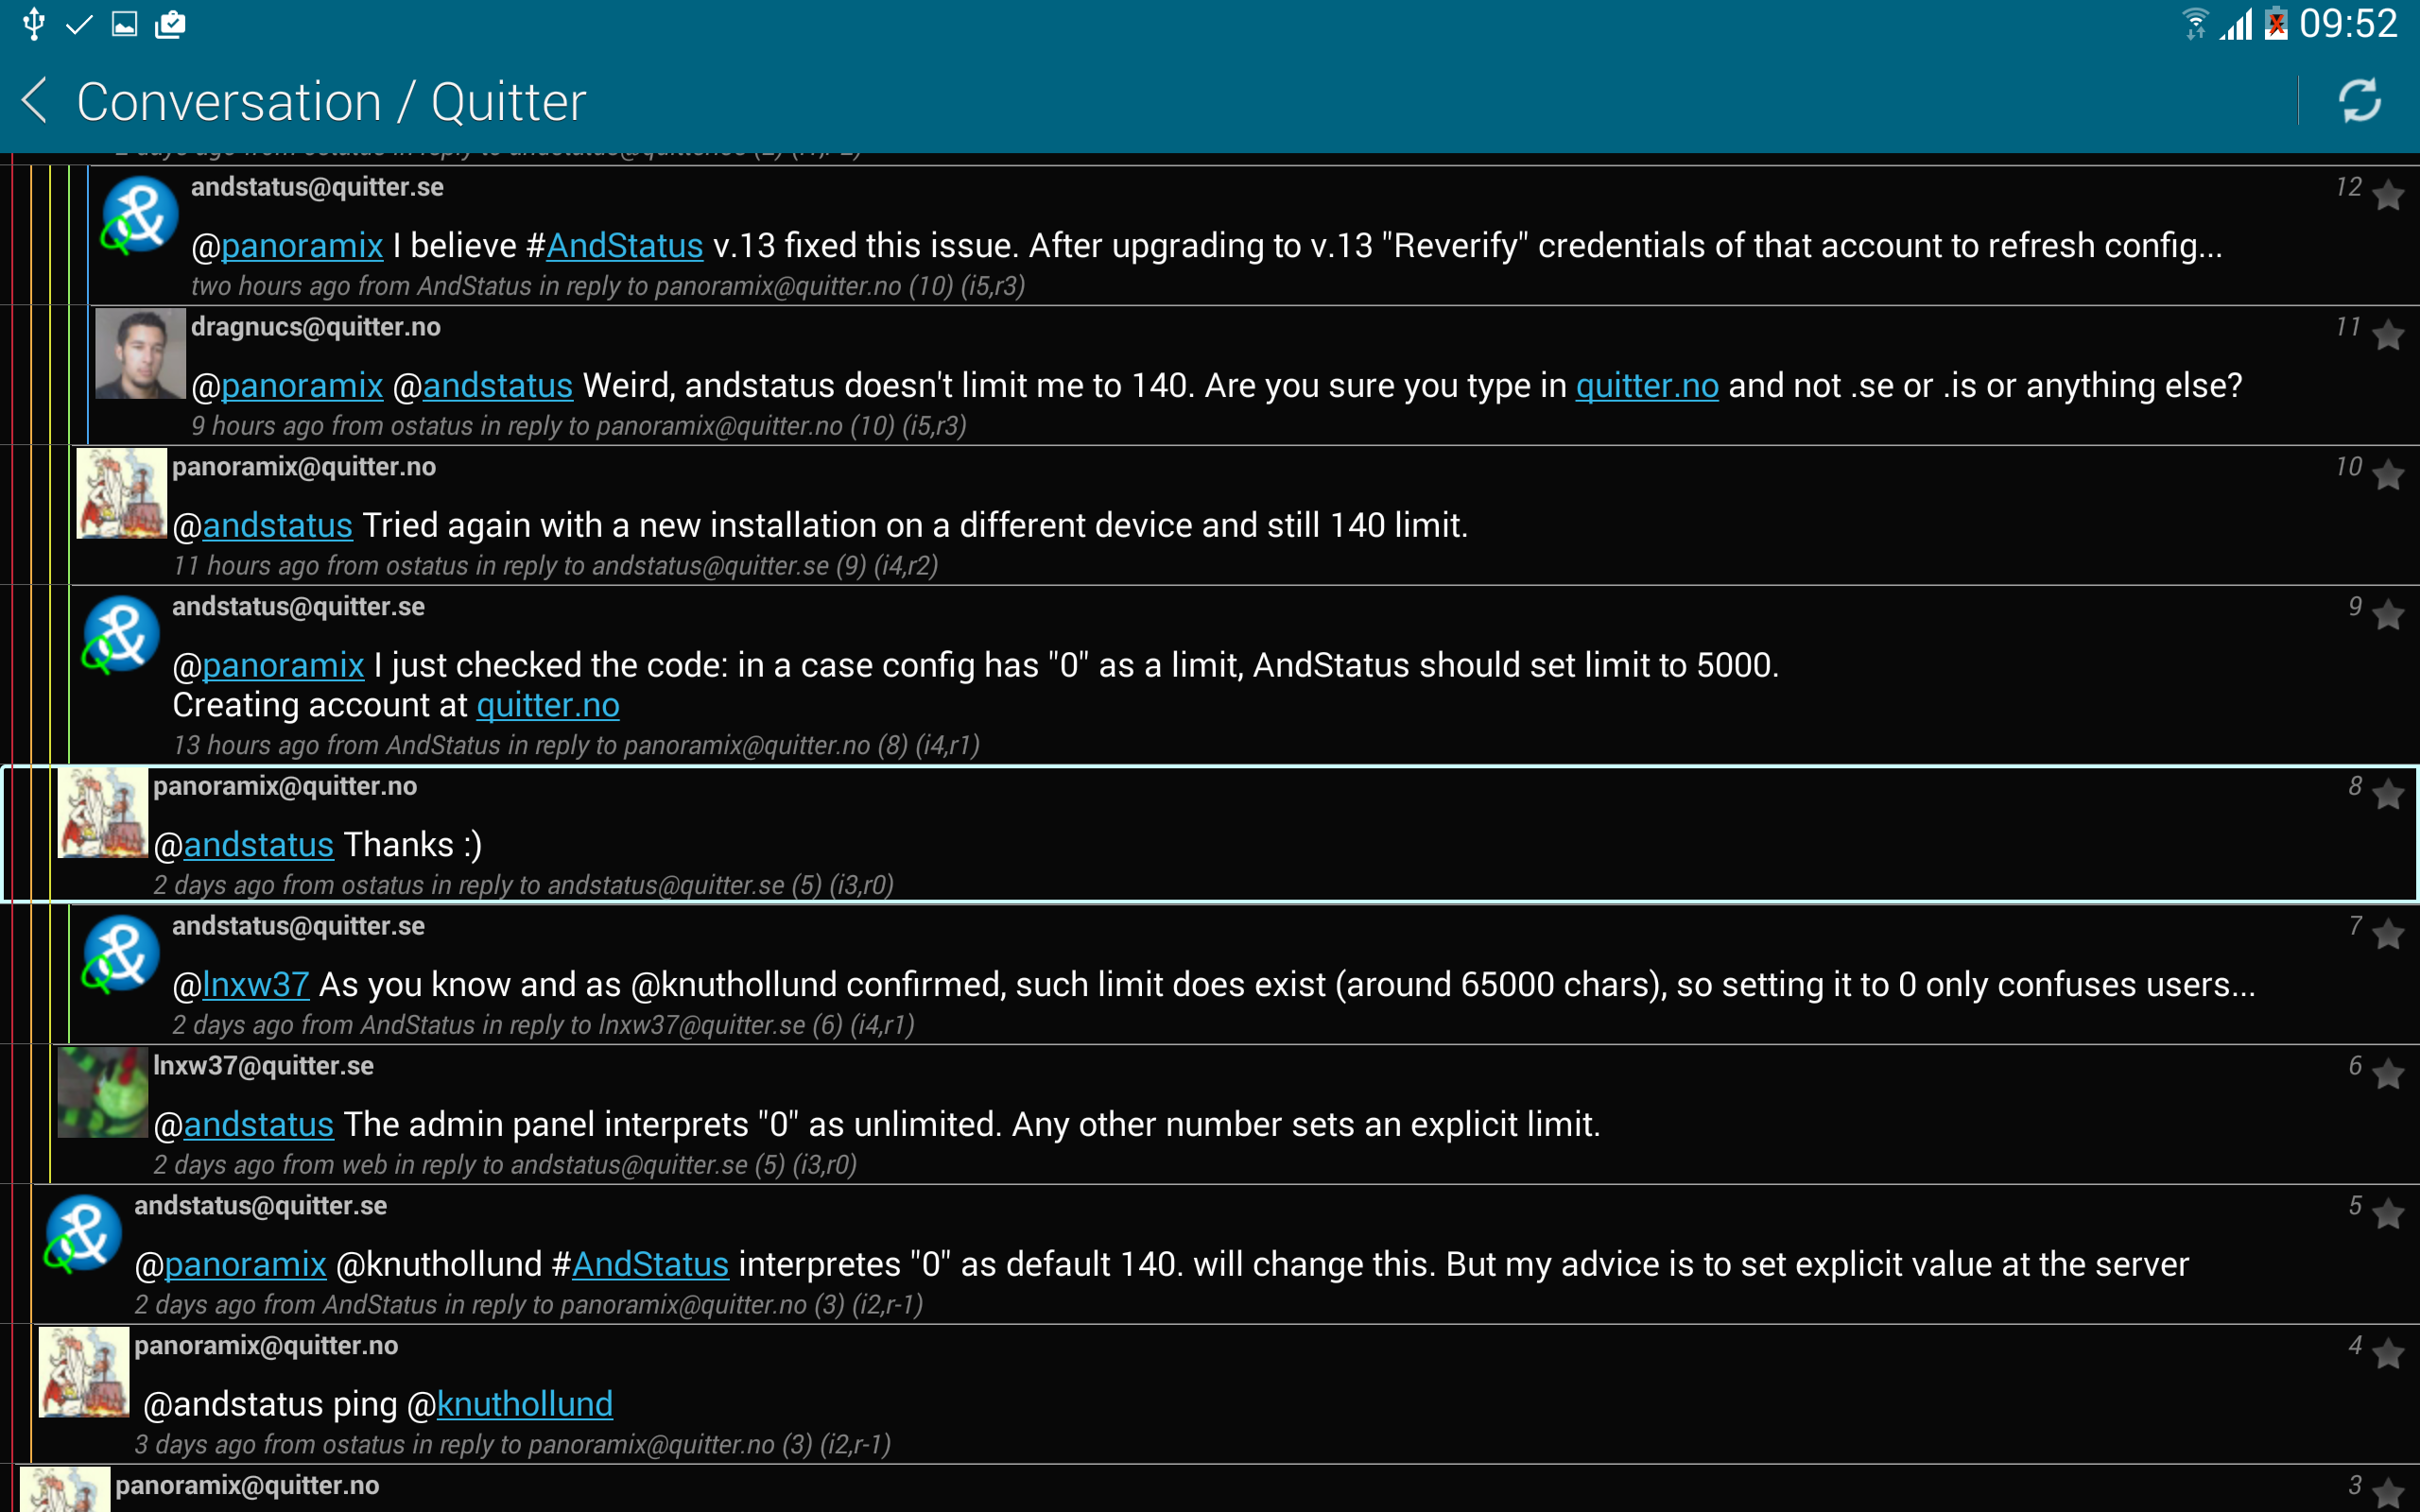 09:52
Conversation / Quitter
andstatus@quitter.se
12
@panoramix I believe #AndStatus v.13 fixed this issue. After upgrading to v.13 "Reverify" credentials of that account to refresh config...
two hours ago from AndStatus in reply to panoramix@quitter.no (10) (i5,r3)
dragnucs@quitter.no
11
@panoramix @andstatus Weird, andstatus doesn't limit me to 140. Are you sure you type in quitter.no and not .se or .is or anything else?
9 hours ago from ostatus in reply to panoramix@quitter.no (10) (i5,r3)
panoramix@quitter.no
10
@andstatus Tried again with a new installation on a different device and still 140 limit.
11 hours ago from ostatus in reply to andstatus@quitter.se (9) (i4,r2)
andstatus@quitter.se
9
@panoramix I just checked the code: in a case config has "0" as a limit, AndStatus should set limit to 5000.
Creating account at quitter.no
13 hours ago from AndStatus in reply to panoramix@quitter.no (8) (i4,r1)
panoramix@quitter.no
8
@andstatus Thanks :)
2 days ago from ostatus in reply to andstatus@quitter.se (5) (i3,r0)
andstatus@quitter.se
7
@lnxw37 As you know and as @knuthollund confirmed, such limit does exist (around 65000 chars), so setting it to 0 only confuses users...
2 days ago from AndStatus in reply to lnxw37@quitter.se (6) (i4,r1)
lnxw37@quitter.se
6
@andstatus The admin panel interprets "0" as unlimited. Any other number sets an explicit limit.
2 days ago from web in reply to andstatus@quitter.se (5) (i3,r0)
andstatus@quitter.se
5
@panoramix @knuthollund #AndStatus interpretes "0" as default 140. will change this. But my advice is to set explicit value at the server
2 days ago from AndStatus in reply to panoramix@quitter.no (3) (i2,r-1)
panoramix@quitter.no
4
@andstatus ping @knuthollund
3 days ago from ostatus in reply to panoramix@quitter.no (3) (i2,r-1)
panoramix@quitter.no
3